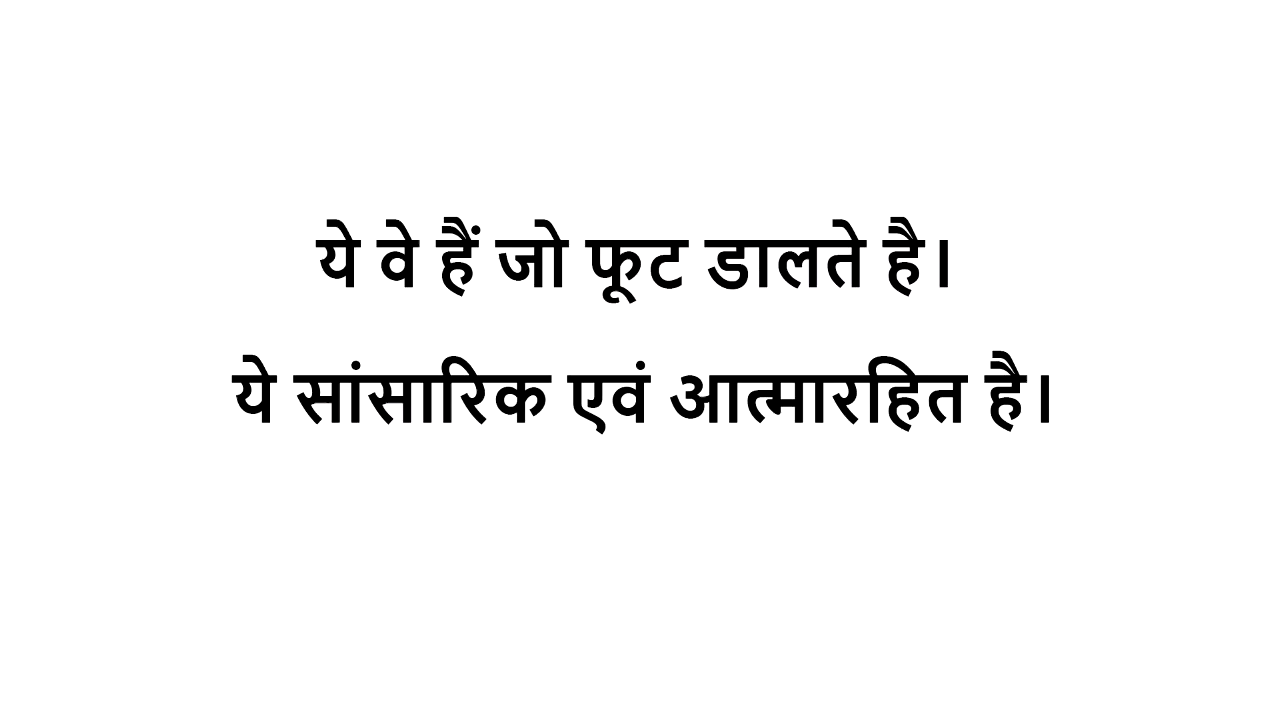 ये वे हैं जो फूट डालते है।
ये सांसारिक एवं आत्मारहित है।